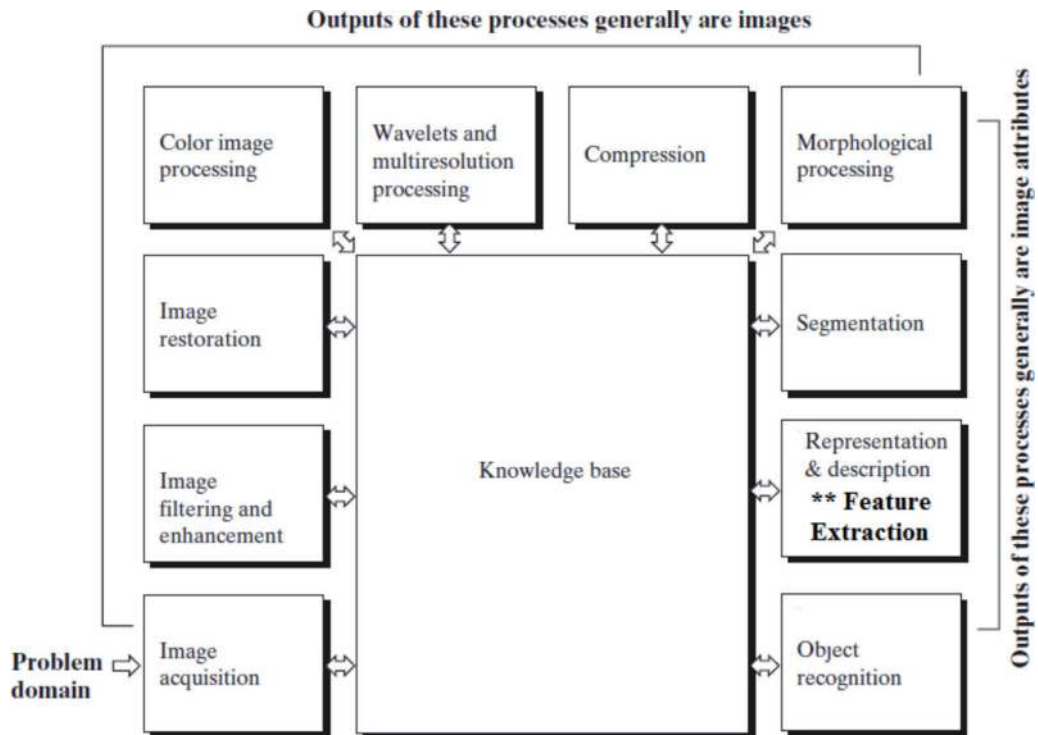 Outputs of these processes generally are images
Color image
processing
Wavelets and
multiresolution
processing
Compression
Morphological
processing
Image
restoration
Image
filtering and
enhancement
Problem
domain
Image
acquisition
Knowledge base
Segmentation
Representation
& description
** Feature
Extraction
Object
recognition
Outputs of these processes generally are image attributes